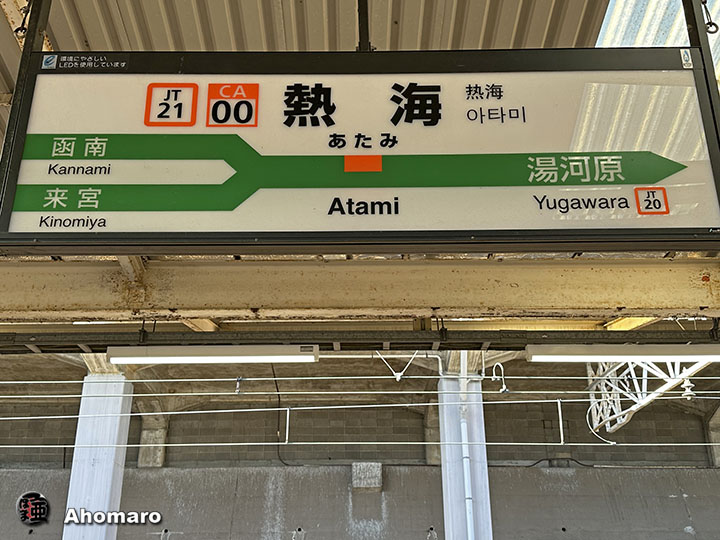 環境にやさしい
LEDを使用しています
JT
21
CA
00
熱海
热海
아타미
あたみ
函南
Kannami
来宮
Kinomiya
Atami
湯河原
Yugawara
JT
20
Ahomaro